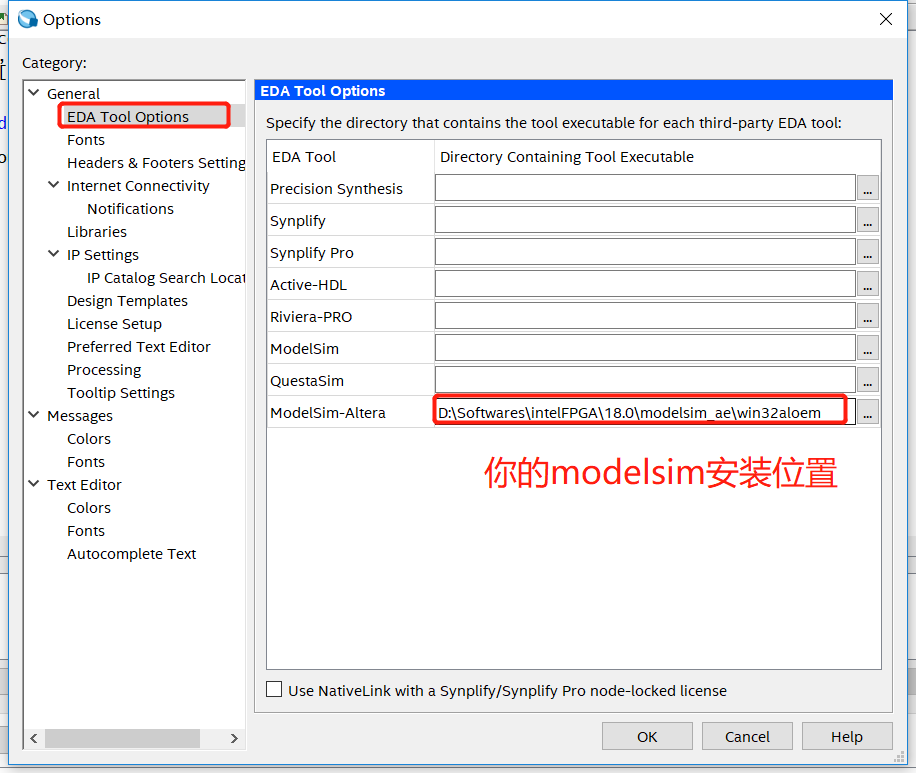 Options
Category:
General
EDA Tool Options
Fonts
Headers & Footers Setting
Internet Connectivity
Notifications
Libraries
IP Settings
IP Catalog Search Locat
Design Templates
License Setup
Preferred Text Editor
Processing
Tooltip Settings
Messages
Colors
Fonts
Text Editor
Colors
Fonts
Autocomplete Text
EDA Tool Options
Specify the directory that contains the tool executable for each third-party EDA tool:
EDA Tool Directory Containing Tool Executable
Precision Synthesis ...
Synplify ...
Synplify Pro ...
Active-HDL ...
Riviera-PRO ...
ModelSim ...
QuestaSim ...
ModelSim-Altera D:\Softwares\intelFPGA\18.0\modelsim_ae\win32aloem ...
你的modelsim安装位置
Use NativeLink with a Synplify/Synplify Pro node-locked license
OK Cancel Help